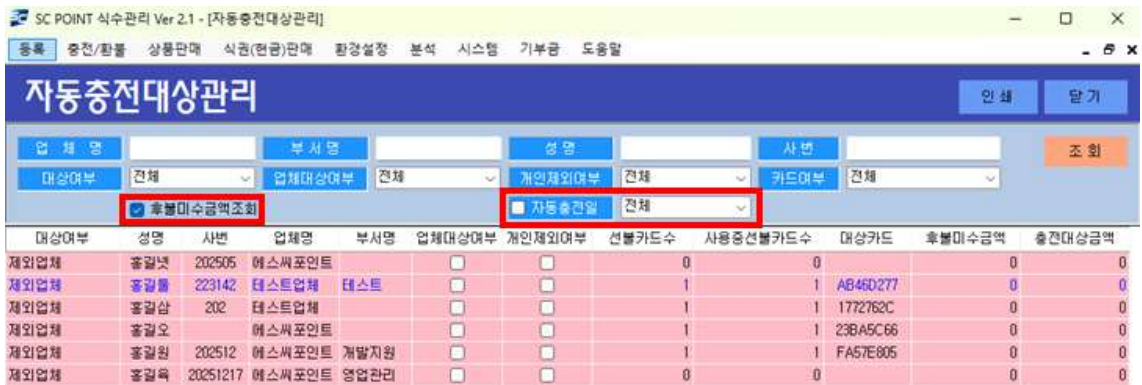 SC POINT 식수관리 Ver 2.1 - [자동충전대상관리]
등록 충전/환불 상품판매 식권(현금)판매 환경설정 분석 시스템 기부금 도움말
자동충전대상관리 인쇄 닫기
업체명 부서명 성명 사번 조회
대상여부 전체 업체대상여부 전체 개인제외여부 전체 카드여부 전체
후불미수금액조회 자동충전일 전체
대상여부 성명 사번 업체명 부서명 업체대상여부 개인제외여부 선불카드수 사용중선불카드수 대상카드 후불미수금액 충전대상금액
제외업체 홍길넷 202505 에스씨포인트 0 0 0 0
제외업체 홍길둘 223142 테스트업체 테스트 1 1 AB46D277 0 0
제외업체 홍길삼 202 테스트업체 1 1 1772762C 0 0
제외업체 홍길오 에스씨포인트 1 1 23BA5C66 0 0
제외업체 홍길원 202512 에스씨포인트 개발지원 1 1 FA57E805 0 0
제외업체 홍길육 20251217 에스씨포인트 영업관리 0 0 0 0